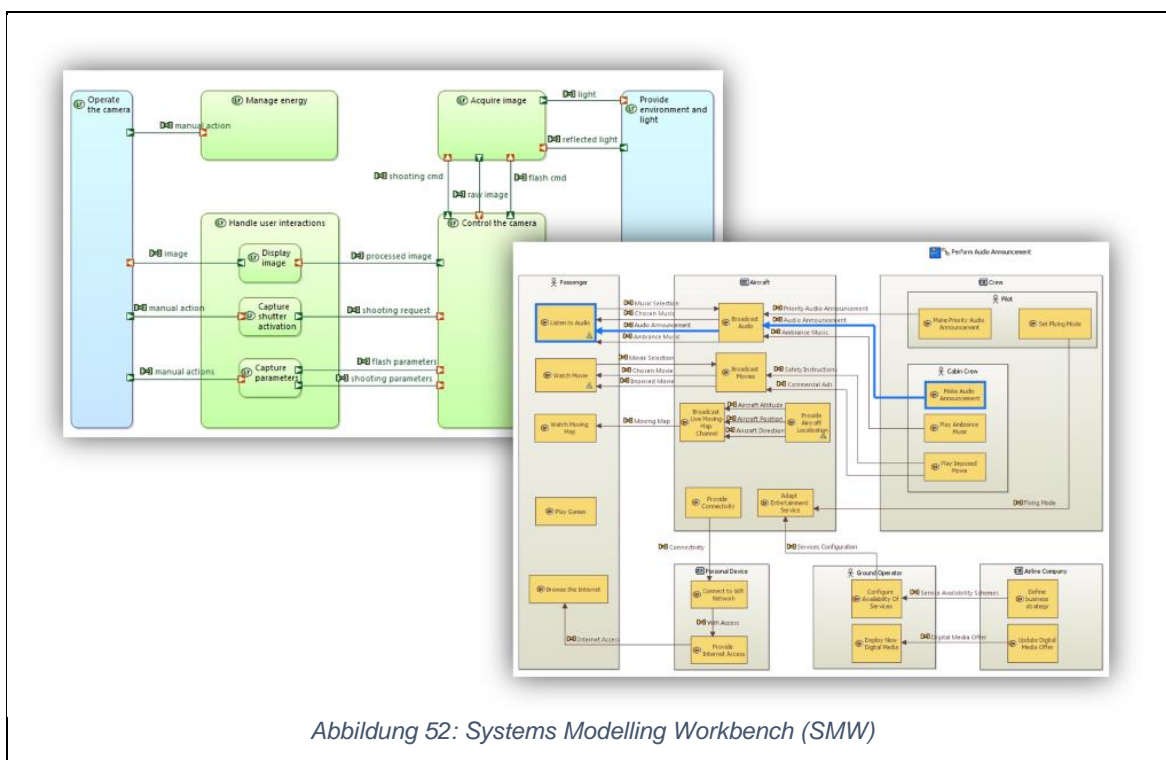 Operate
the camera
Manage energy
Acquire image
light
Provide
environment and
light
manual action
reflected light
shooting cmd
flash cmd
raw image
Handle user interactions
Control the camera
image
Display
image
processed image
manual action
Capture
shutter
activation
shooting request
manual actions
Capture
parameters
flash parameters
shooting parameters
Perform Audio Announcement
Passenger
Aircraft
Crew
Pilot
Listen to Audio
Music Selection
Chosen Music
Audio Announcement
Ambiance Music
Broadcast
Audio
Priority Audio Announcement
Audio Announcement
Ambiance Music
Make Priority Audio
Announcement
Set Flying Mode
Cabin Crew
Watch Movie
Movie Selection
Chosen Movie
Imposed Movie
Broadcast
Movies
Safety Instructions
Commercial Ads
Make Audio
Announcement
Watch Moving
Map
Moving Map
Broadcast
Live Moving
Map
Channel
Aircraft Altitude
Aircraft Position
Aircraft Direction
Provide
Aircraft
Localization
Play Ambiance
Music
Play Imposed
Movie
Play Games
Provide
Connectivity
Adapt
Entertainment
Service
Flying Mode
Connectivity
Services Configuration
Personal Device
Ground Operator
Airline Company
Browse the Internet
Connect to Wifi
Network
Configure
Availability Of
Services
Service Availability Schemes
Define
business
strategy
Wifi Access
Internet Access
Provide
Internet Access
Deploy New
Digital Media
Digital Media Offer
Update Digital
Media Offer
Abbildung 52: Systems Modelling Workbench (SMW)